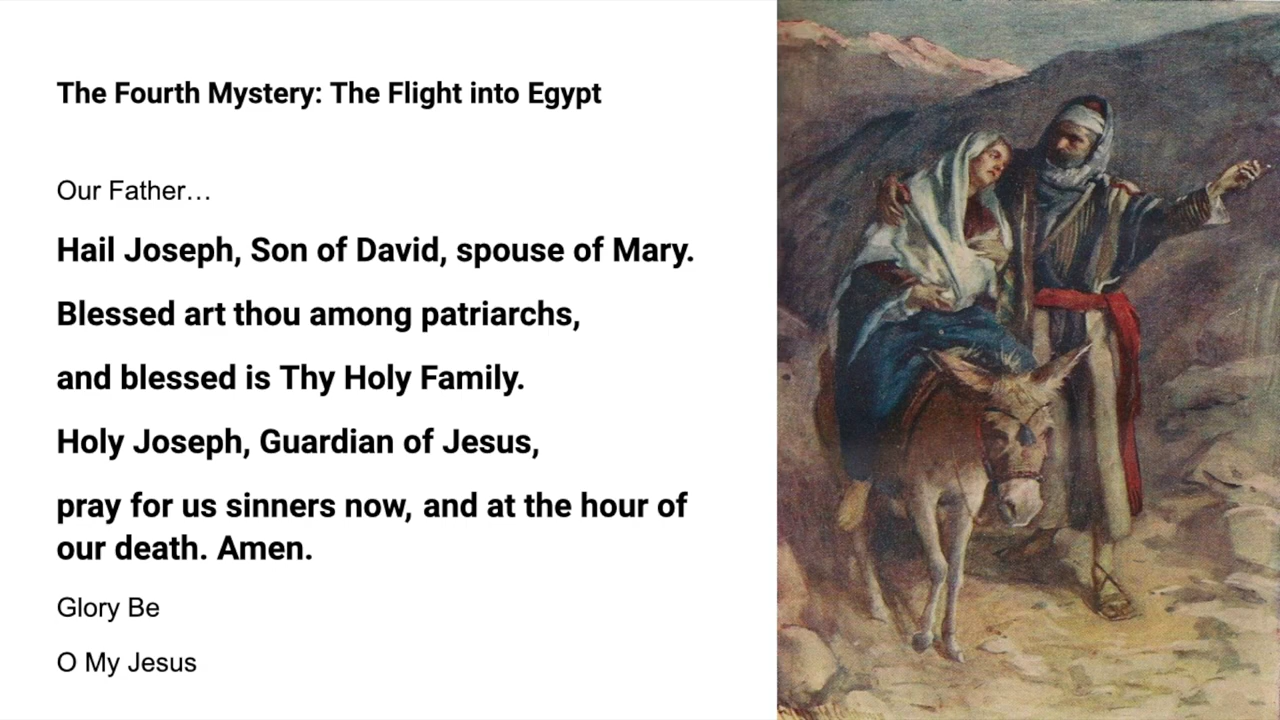 The Fourth Mystery: The Flight into Egypt
Our Father…
Hail Joseph, Son of David, spouse of Mary.
Blessed art thou among patriarchs,
and blessed is Thy Holy Family.
Holy Joseph, Guardian of Jesus,
pray for us sinners now, and at the hour of
our death. Amen.
Glory Be
O My Jesus